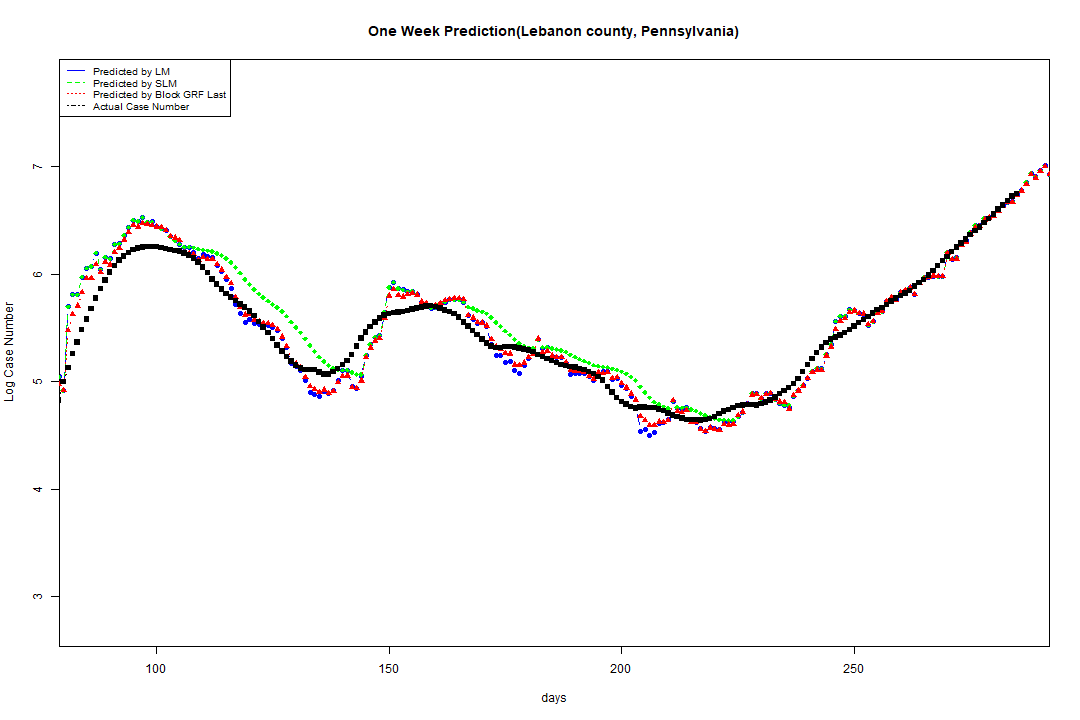 One Week Prediction(Lebanon county, Pennsylvania)
Predicted by LM
Predicted by SLM
Predicted by Block GRF Last
Actual Case Number
Log Case Number
7
6
5
4
3
100
150
200
250
days